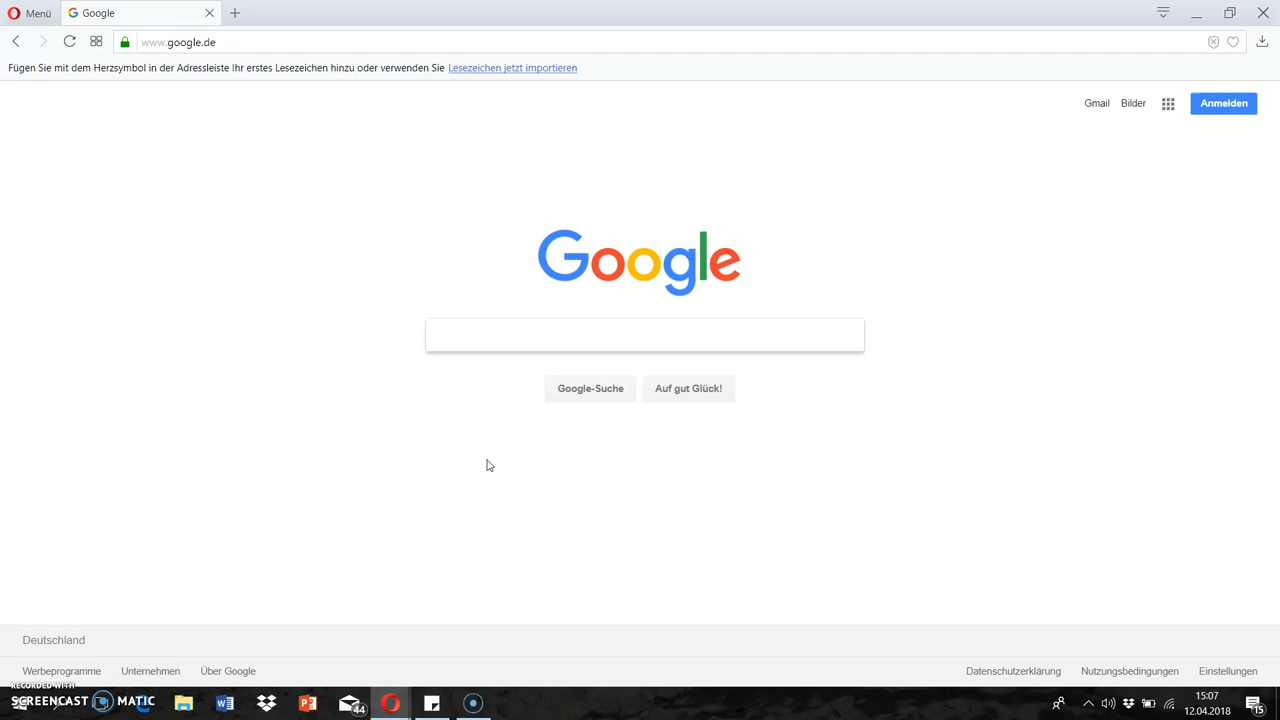 Menü
Google
www.google.de
Fügen Sie mit dem Herzsymbol in der Adressleiste Ihr erstes Lesezeichen hinzu oder verwenden Sie Lesezeichen jetzt importieren
Gmail Bilder Anmelden
Google
Google-Suche Auf gut Glück!
Deutschland
Werbeprogramme Unternehmen Über Google Datenschutzerklärung Nutzungsbedingungen Einstellungen
RECORDED WITH
SCREENCAST MATIC
44
15:07
12.04.2018
15